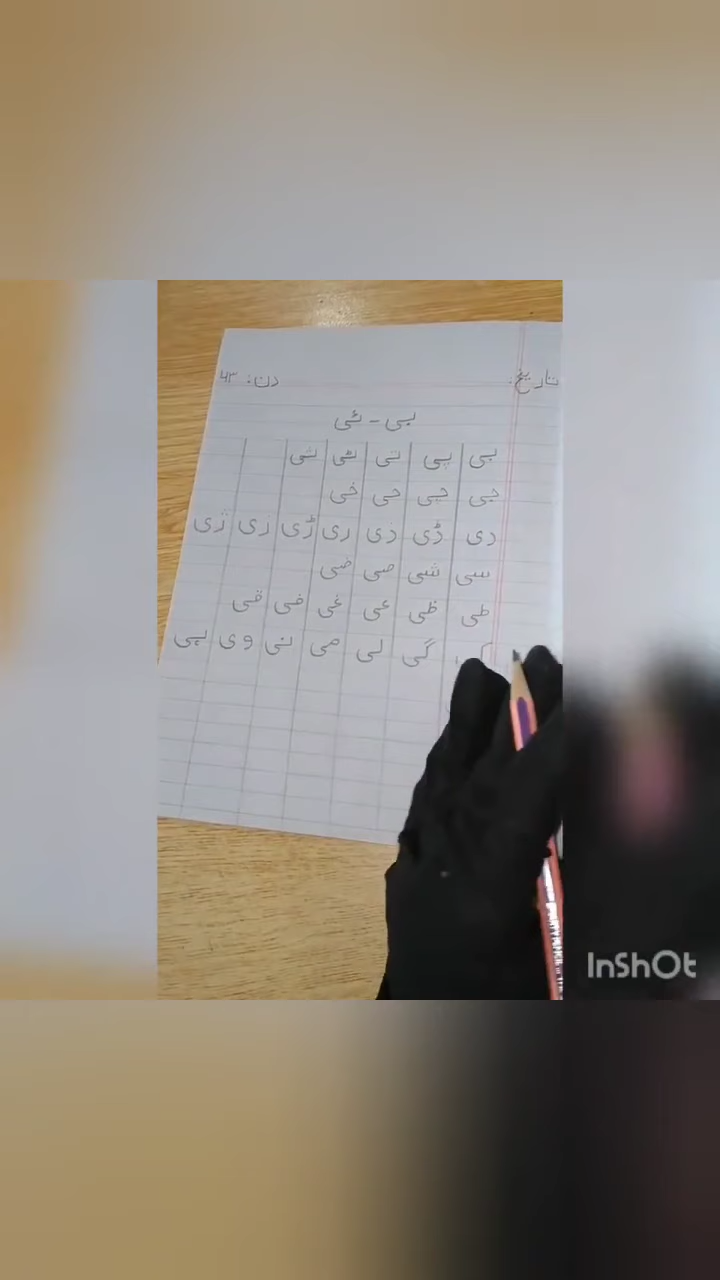 تاریخ: دن: ۴۳
بی - ئی
بی پی تی ٹی ثی
جی چی حی خی
دی ڈی ذی ری ڑی زی ژی
سی شی صی ضی
طی ظی عی غی فی قی
گی لی می نی وی ہی
InShOt